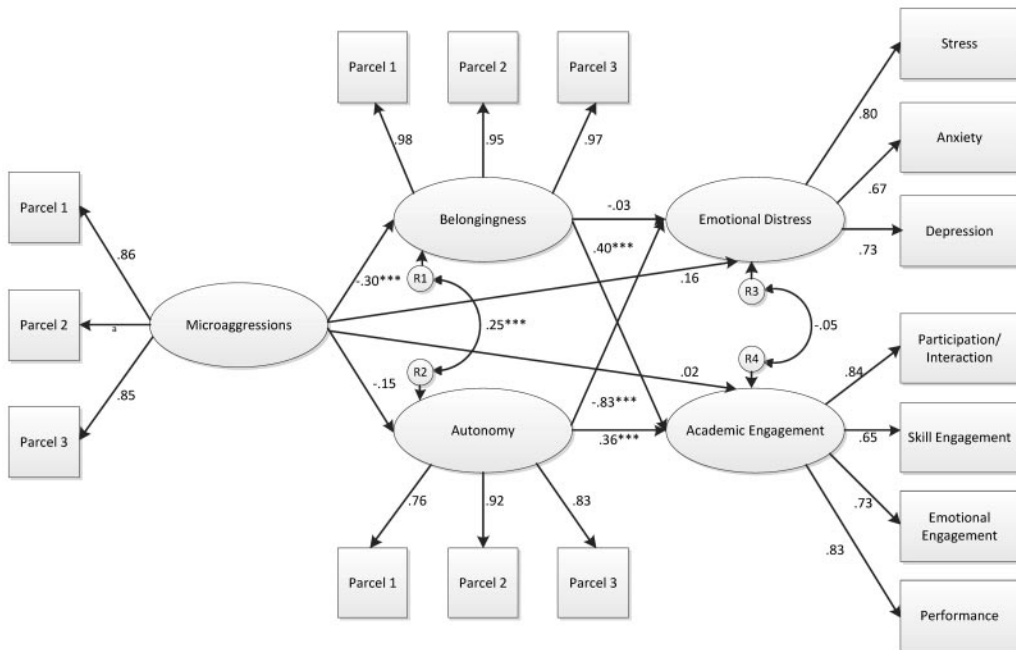 Parcel 1
Parcel 2
Parcel 3
Stress
.98
.95
.97
.80
Anxiety
.67
Parcel 1
Belongingness
-.03
Emotional Distress
Depression
.73
.86
.40***
-.30***
R1
.16
R3
Parcel 2
a
Microaggressions
.25***
-.05
Participation/
Interaction
.84
R2
R4
-.15
.02
.85
-.83***
Parcel 3
Autonomy
.36***
Academic Engagement
.65
Skill Engagement
.76
.92
.83
.73
Emotional
Engagement
.83
Parcel 1
Parcel 2
Parcel 3
Performance